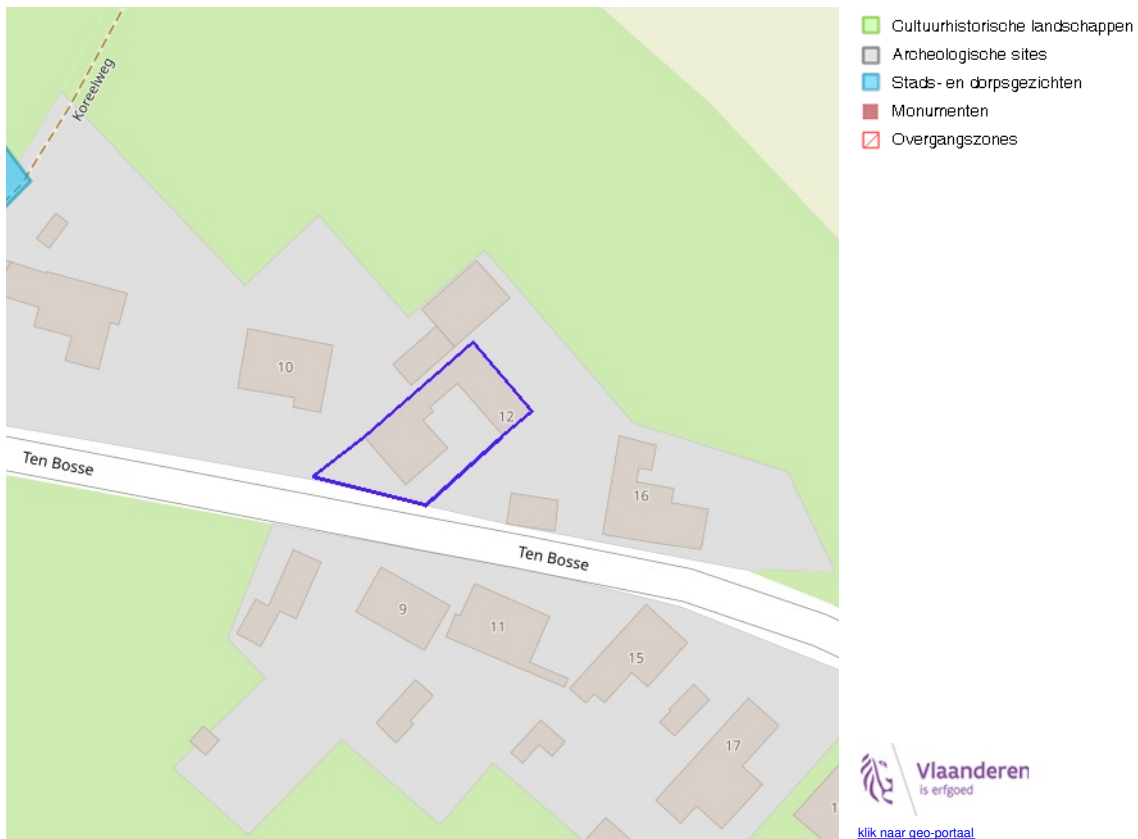 Koreelweg
10
12
16
Ten Bosse
Ten Bosse
9
11
15
17
Cultuurhistorische landschappen
Archeologische sites
Stads- en dorpsgezichten
Monumenten
Overgangszones
Vlaanderen
is erfgoed
klik naar geo-portaal